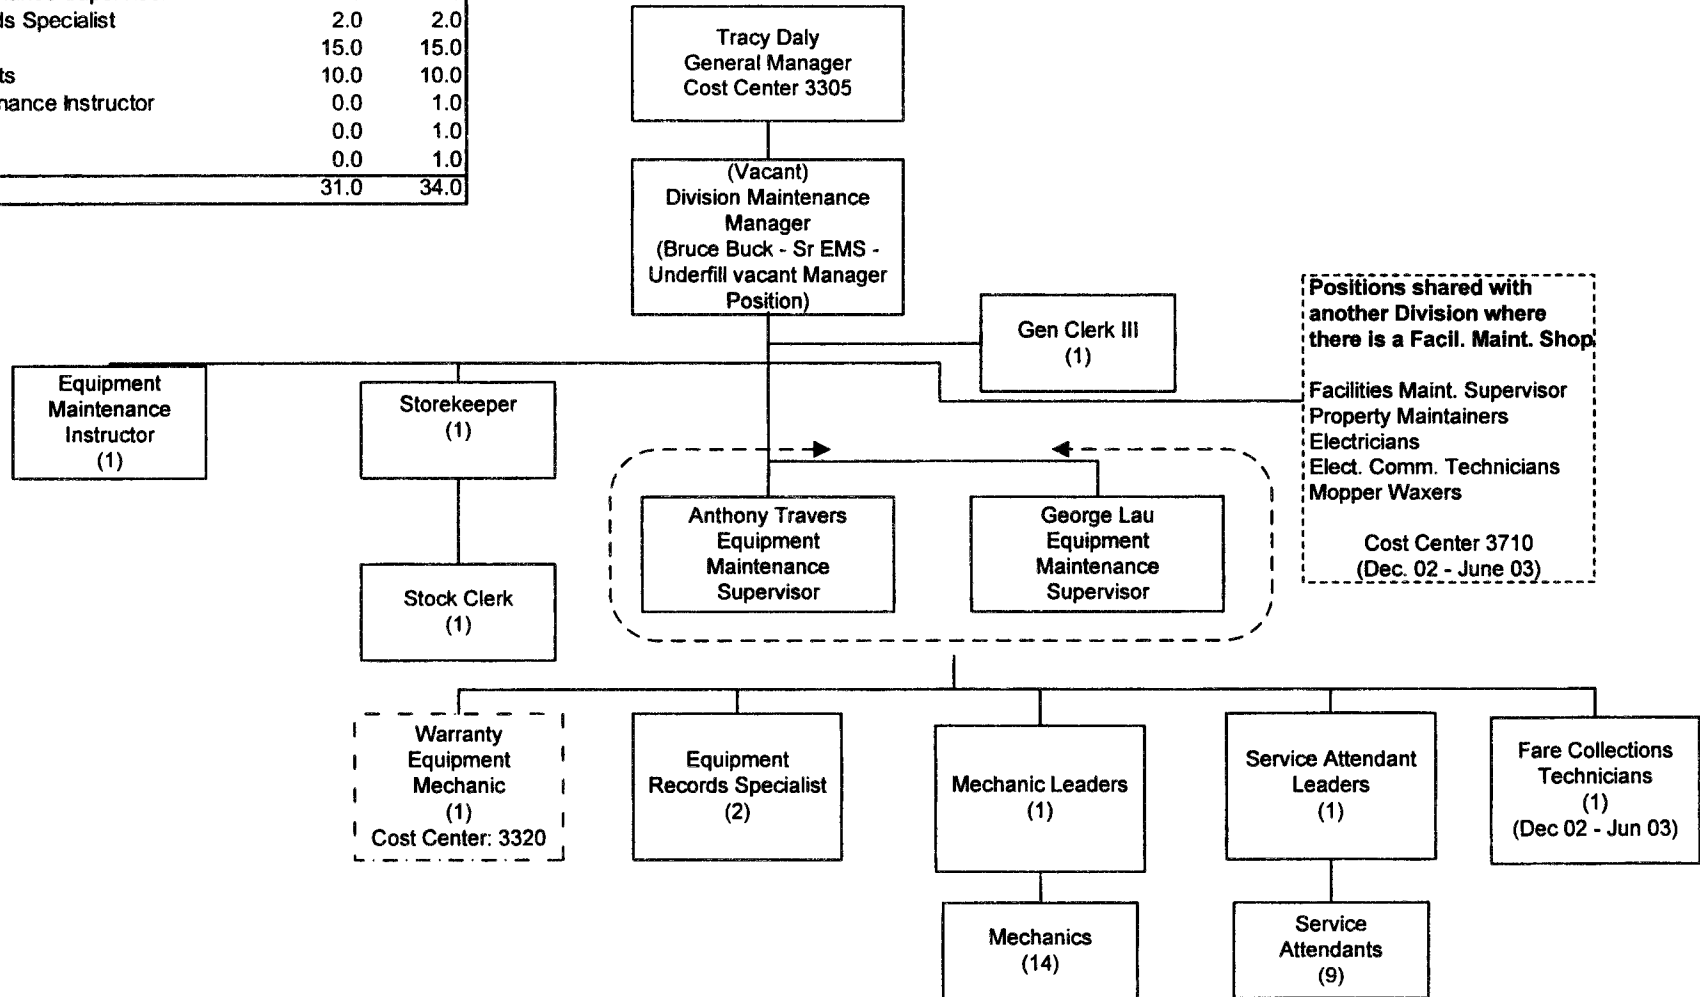 ds Specialist 2.0 2.0
15.0 15.0
ts 10.0 10.0
nance Instructor 0.0 1.0
0.0 1.0
0.0 1.0
31.0 34.0
Tracy Daly
General Manager
Cost Center 3305
(Vacant)
Division Maintenance
Manager
(Bruce Buck - Sr EMS -
Underfill vacant Manager
Position)
Gen Clerk III
(1)
Positions shared with
another Division where
there is a Facil. Maint. Shop
Facilities Maint. Supervisor
Property Maintainers
Electricians
Elect. Comm. Technicians
Mopper Waxers
Cost Center 3710
(Dec. 02 - June 03)
Equipment
Maintenance
Instructor
(1)
Storekeeper
(1)
Stock Clerk
(1)
Anthony Travers
Equipment
Maintenance
Supervisor
George Lau
Equipment
Maintenance
Supervisor
Warranty
Equipment
Mechanic
(1)
Cost Center: 3320
Equipment
Records Specialist
(2)
Mechanic Leaders
(1)
Service Attendant
Leaders
(1)
Fare Collections
Technicians
(1)
(Dec 02 - Jun 03)
Mechanics
(14)
Service
Attendants
(9)